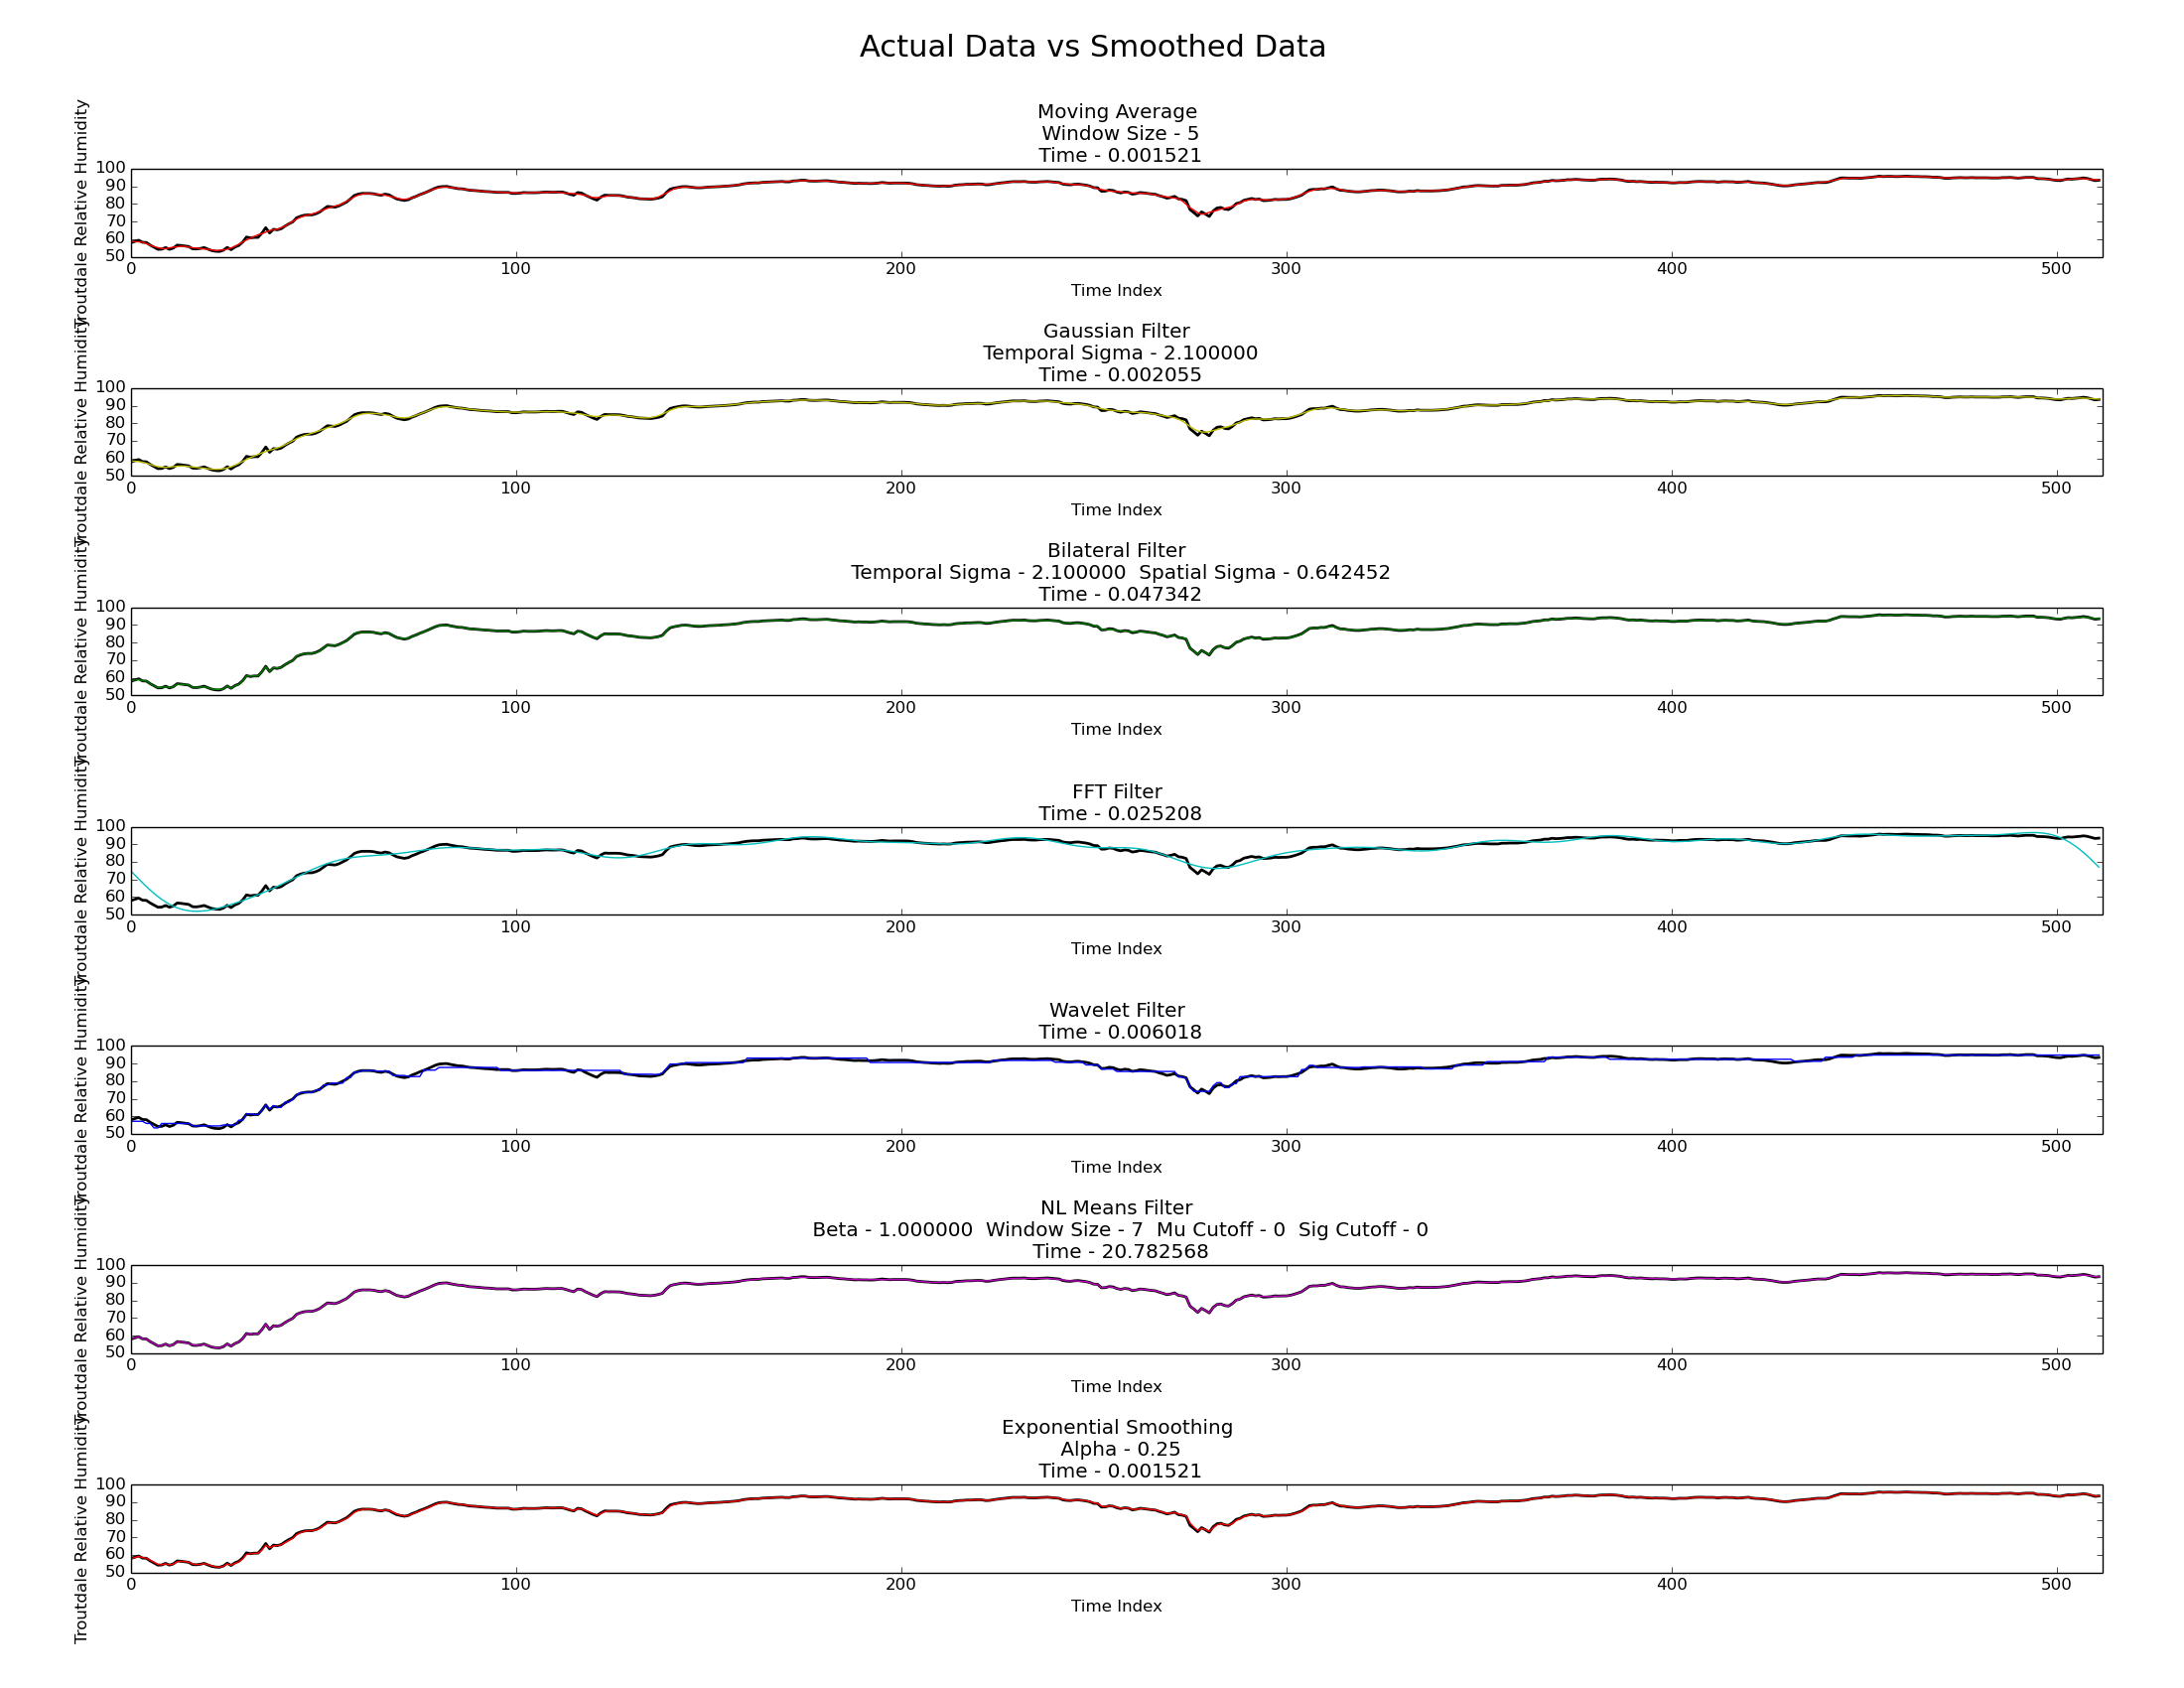 Actual Data vs Smoothed Data
Moving Average
Window Size - 5
Time - 0.001521
Troutdale Relative Humidity
100
90
80
70
60
50
0 100 200 300 400 500
Time Index
Gaussian Filter
Temporal Sigma - 2.100000
Time - 0.002055
Troutdale Relative Humidity
100
90
80
70
60
50
0 100 200 300 400 500
Time Index
Bilateral Filter
Temporal Sigma - 2.100000  Spatial Sigma - 0.642452
Time - 0.047342
Troutdale Relative Humidity
100
90
80
70
60
50
0 100 200 300 400 500
Time Index
FFT Filter
Time - 0.025208
Troutdale Relative Humidity
100
90
80
70
60
50
0 100 200 300 400 500
Time Index
Wavelet Filter
Time - 0.006018
Troutdale Relative Humidity
100
90
80
70
60
50
0 100 200 300 400 500
Time Index
NL Means Filter
Beta - 1.000000  Window Size - 7  Mu Cutoff - 0  Sig Cutoff - 0
Time - 20.782568
Troutdale Relative Humidity
100
90
80
70
60
50
0 100 200 300 400 500
Time Index
Exponential Smoothing
Alpha - 0.25
Time - 0.001521
Troutdale Relative Humidity
100
90
80
70
60
50
0 100 200 300 400 500
Time Index